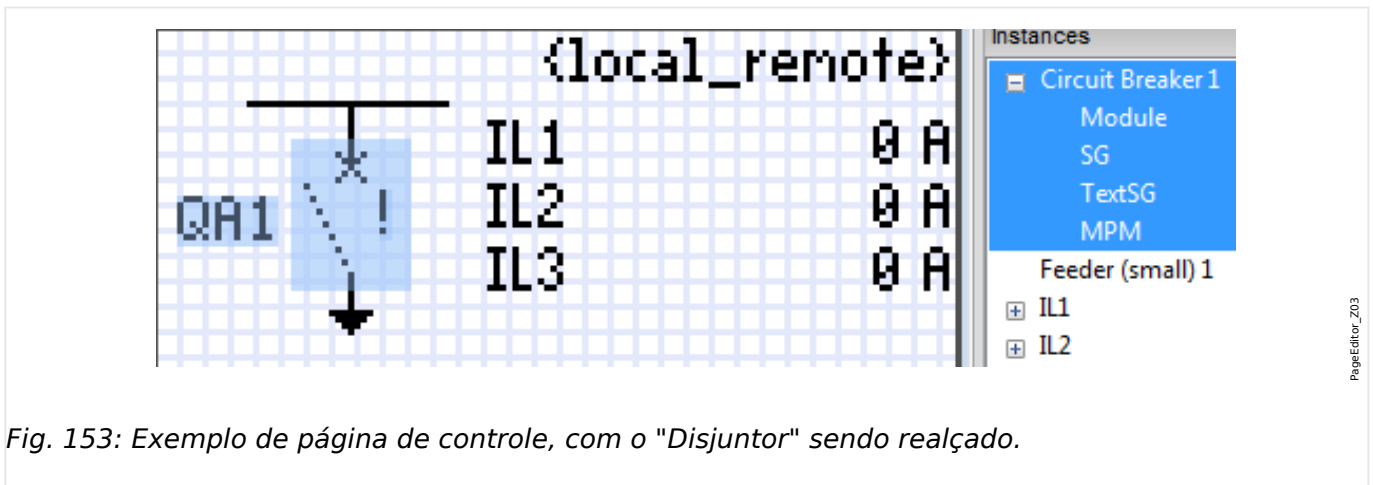 {local_remote}
IL1 0 A
QA1 ! IL2 0 A
IL3 0 A
Instances
Circuit Breaker 1
Module
SG
TextSG
MPM
Feeder (small) 1
IL1
IL2
PageEditor_Z03
Fig. 153: Exemplo de página de controle, com o "Disjuntor" sendo realçado.